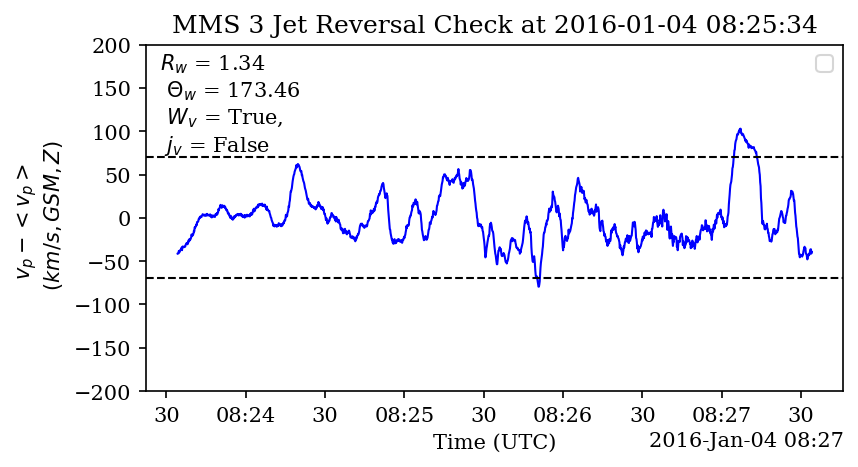 MMS 3 Jet Reversal Check at 2016-01-04 08:25:34
R_w = 1.34
Θ_w = 173.46
W_v = True,
j_v = False
200
150
100
50
0
−50
−100
−150
−200
v_p − < v_p >
(km/s, GSM, Z)
30 08:24 30 08:25 30 08:26 30 08:27 30
Time (UTC)
2016-Jan-04 08:27